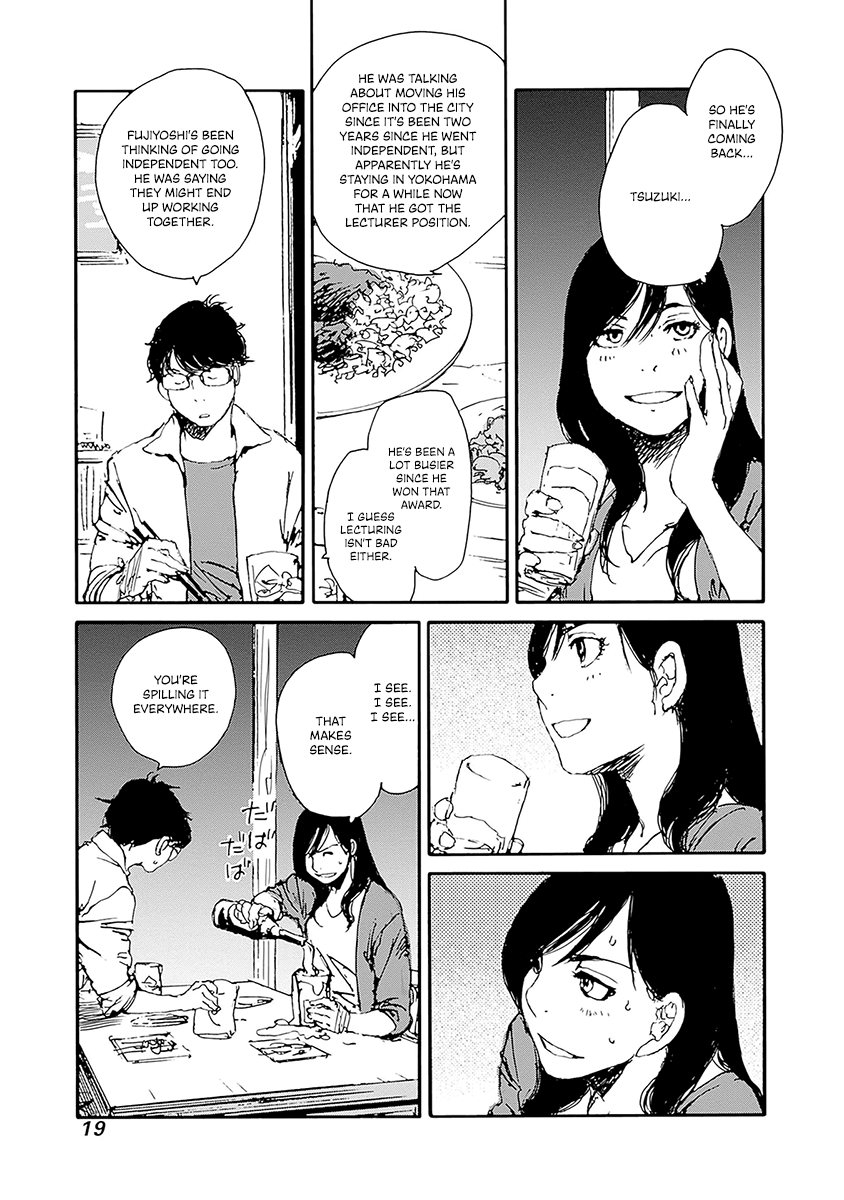 SO HE'S
FINALLY
COMING
BACK...
TSUZUKI...
HE WAS TALKING
ABOUT MOVING HIS
OFFICE INTO THE CITY
SINCE IT'S BEEN TWO
YEARS SINCE HE WENT
INDEPENDENT, BUT
APPARENTLY HE'S
STAYING IN YOKOHAMA
FOR A WHILE NOW
THAT HE GOT THE
LECTURER POSITION.
HE'S BEEN A
LOT BUSIER
SINCE HE
WON THAT
AWARD.
I GUESS
LECTURING
ISN'T BAD
EITHER.
FUJIYOSHI'S BEEN
THINKING OF GOING
INDEPENDENT TOO.
HE WAS SAYING
THEY MIGHT END
UP WORKING
TOGETHER.
I SEE.
I SEE.
I SEE...
THAT
MAKES
SENSE.
だば
だば
YOU'RE
SPILLING IT
EVERYWHERE.
19